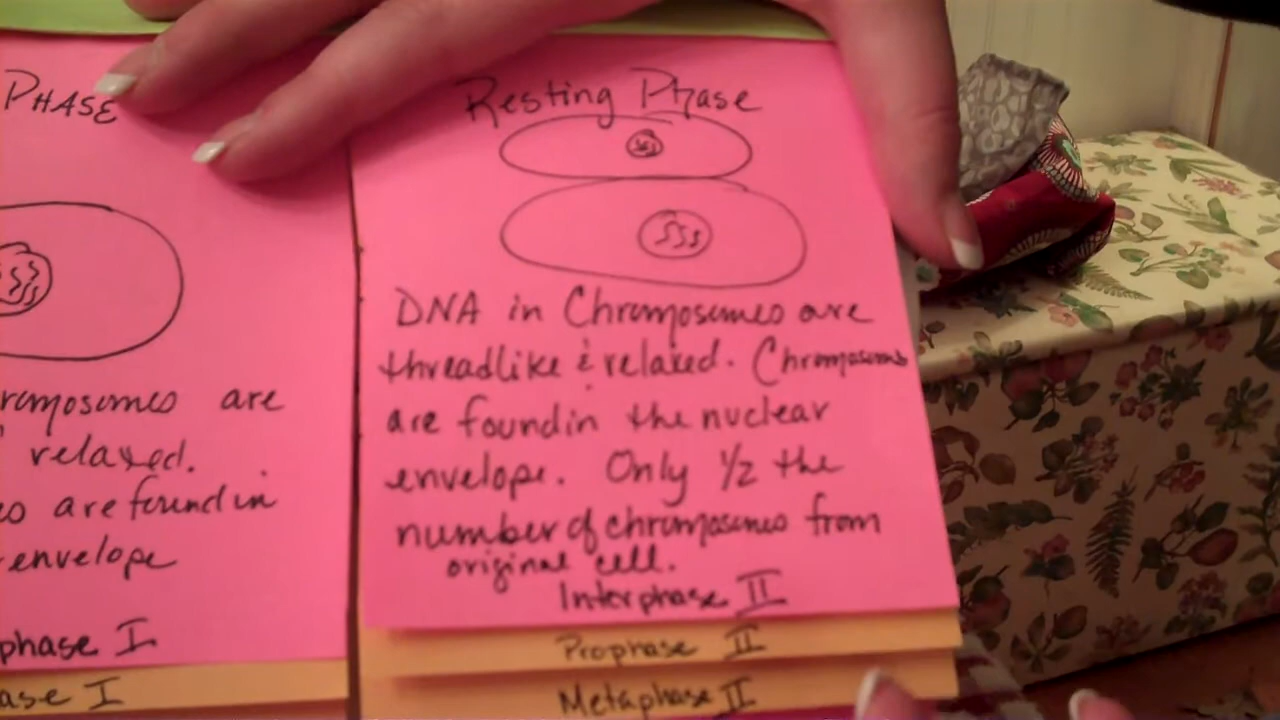 PHASE
romosomes are
relaxed.
are found in
envelope
phase I
ase I
Resting Phase
DNA in Chromosomes are
threadlike & relaxed. Chromosomes
are found in the nuclear
envelope. Only 1/2 the
number of chromosomes from
original cell.
Interphase II
Prophase II
Metaphase II